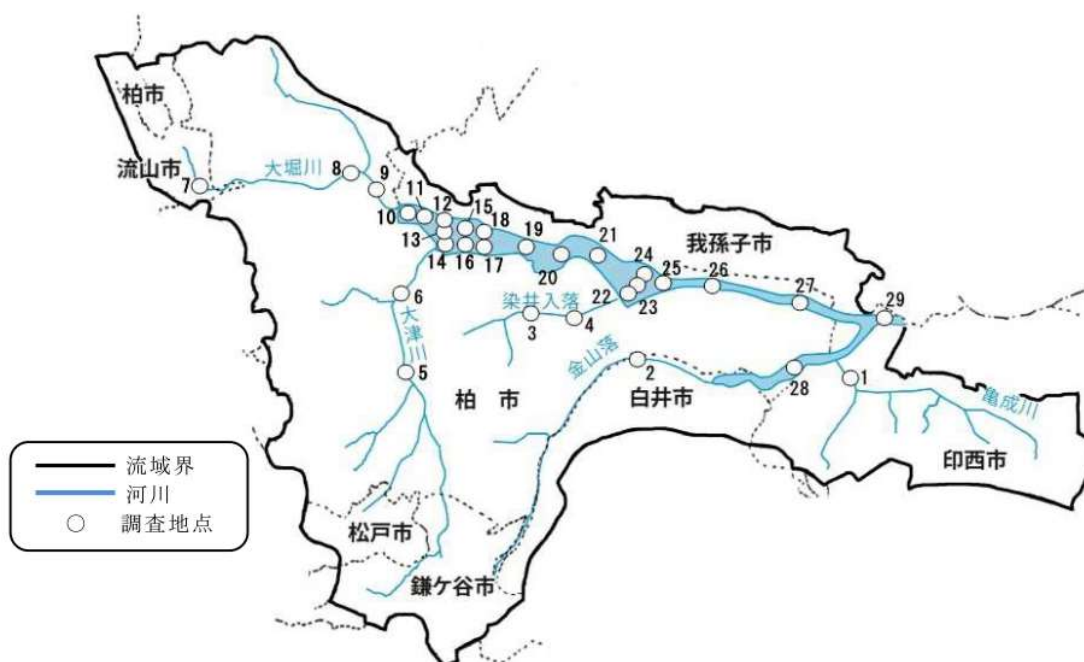 柏市
流山市
7
大堀川
8
9
10
11
12
13
14
15
16
17
18
19
20
21
22
23
24
25
26
27
28
29
我孫子市
染井入落
3
4
6
大津川
5
金山落
2
柏 市
白井市
1
亀成川
印西市
松戸市
鎌ケ谷市
流域界
河川
調査地点